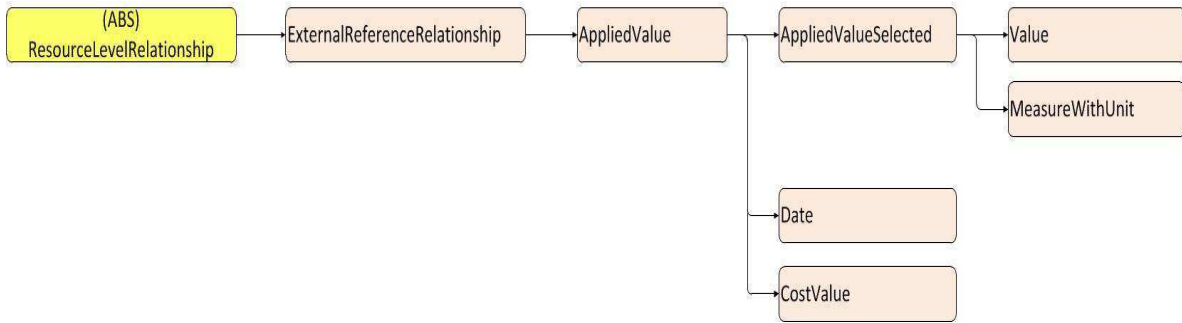 (ABS)
ResourceLevelRelationship
ExternalReferenceRelationship
AppliedValue
AppliedValueSelected
Value
MeasureWithUnit
Date
CostValue